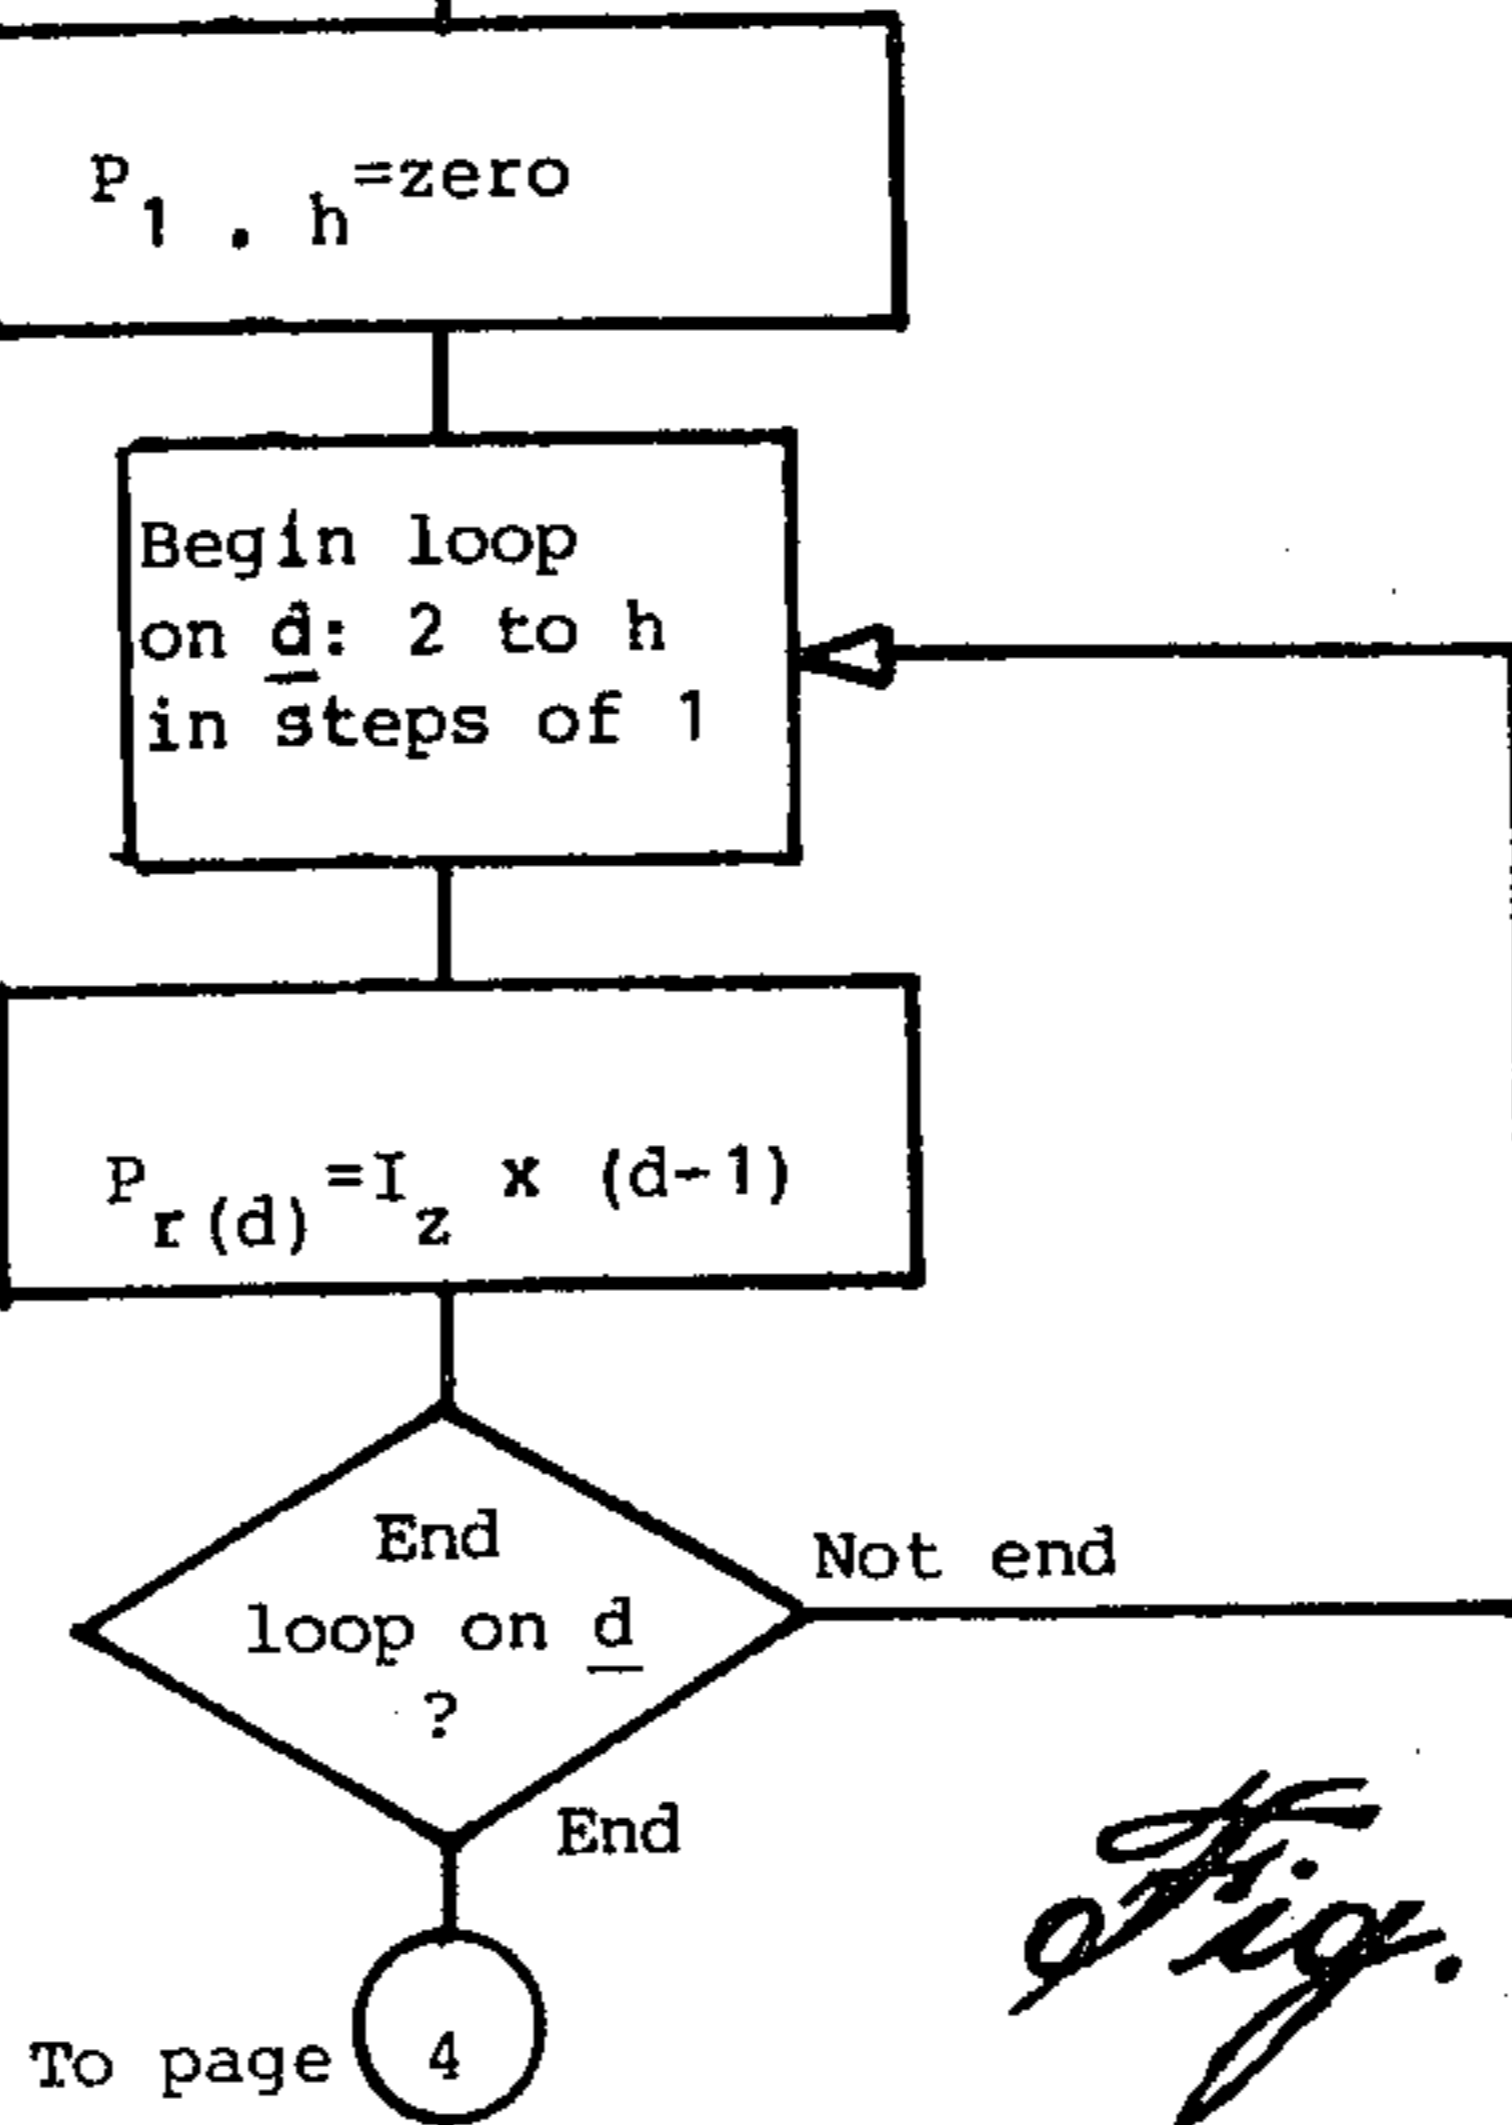 P1 . h=zero
Begin loop
on d: 2 to h
in steps of 1
Pr(d)=Iz x (d-1)
End
loop on d
?
Not end
End
To page 4
Fig.